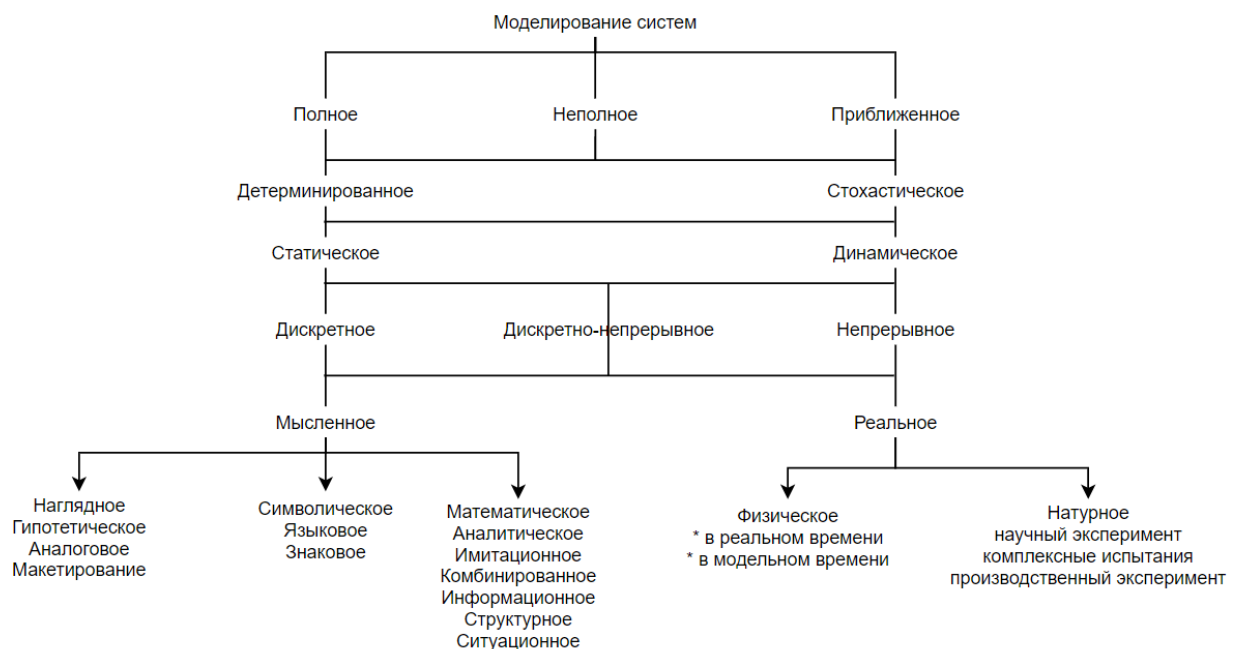 Моделирование систем
Полное
Неполное
Приближенное
Детерминированное
Стохастическое
Статическое
Динамическое
Дискретное
Дискретно-непрерывное
Непрерывное
Мысленное
Реальное
Наглядное
Гипотетическое
Аналоговое
Макетирование
Символическое
Языковое
Знаковое
Математическое
Аналитическое
Имитационное
Комбинированное
Информационное
Структурное
Ситуационное
Физическое
* в реальном времени
* в модельном времени
Натурное
научный эксперимент
комплексные испытания
производственный эксперимент